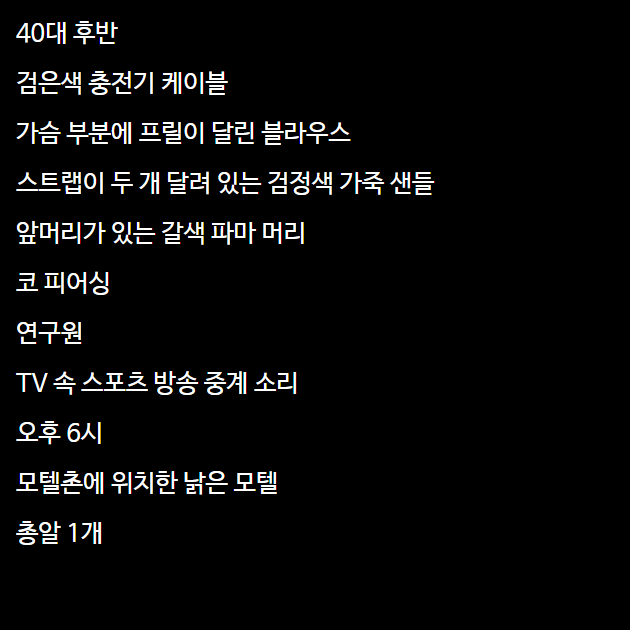 40대 후반
검은색 충전기 케이블
가슴 부분에 프릴이 달린 블라우스
스트랩이 두 개 달려 있는 검정색 가죽 샌들
앞머리가 있는 갈색 파마 머리
코 피어싱
연구원
TV 속 스포츠 방송 중계 소리
오후 6시
모텔촌에 위치한 낡은 모텔
총알 1개